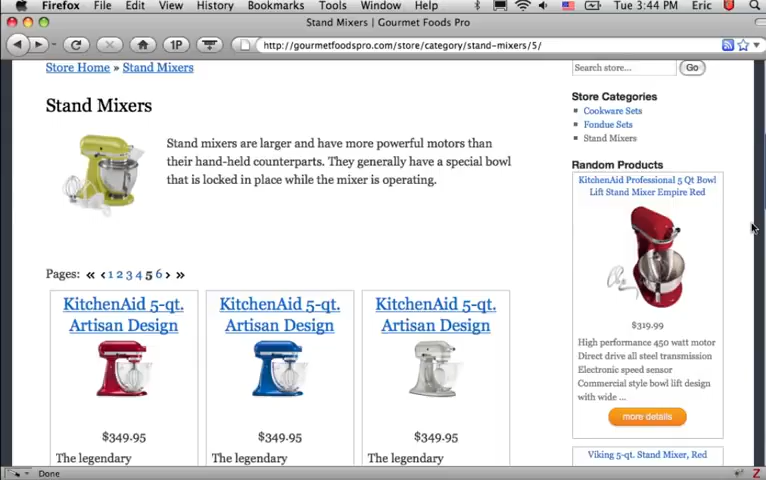 Firefox File Edit View History Bookmarks Tools Window Help Tue 3:44 PM Eric
Stand Mixers | Gourmet Foods Pro
1P http://gourmetfoodspro.com/store/category/stand-mixers/5/
Store Home » Stand Mixers
Search store... Go
Stand Mixers
Stand mixers are larger and have more powerful motors than
their hand-held counterparts. They generally have a special bowl
that is locked in place while the mixer is operating.
Pages: « ‹ 1 2 3 4 5 6 › »
KitchenAid 5-qt.
Artisan Design
$349.95
The legendary
KitchenAid 5-qt.
Artisan Design
$349.95
The legendary
KitchenAid 5-qt.
Artisan Design
$349.95
The legendary
Store Categories
Cookware Sets
Fondue Sets
Stand Mixers
Random Products
KitchenAid Professional 5 Qt Bowl
Lift Stand Mixer Empire Red
$319.99
High performance 450 watt motor
Direct drive all steel transmission
Electronic speed sensor
Commercial style bowl lift design
with wide ...
more details
Viking 5-qt. Stand Mixer, Red
Done
Z